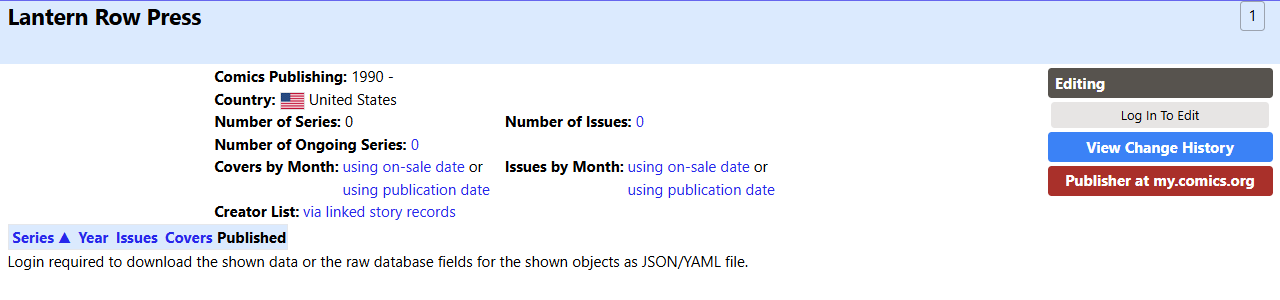 Lantern Row Press
1
Comics Publishing: 1990 -
Country: United States
Number of Series: 0 Number of Issues: 0
Number of Ongoing Series: 0
Covers by Month: using on-sale date or Issues by Month: using on-sale date or
using publication date using publication date
Creator List: via linked story records
Editing
Log In To Edit
View Change History
Publisher at my.comics.org
Series ▲ Year Issues Covers Published
Login required to download the shown data or the raw database fields for the shown objects as JSON/YAML file.